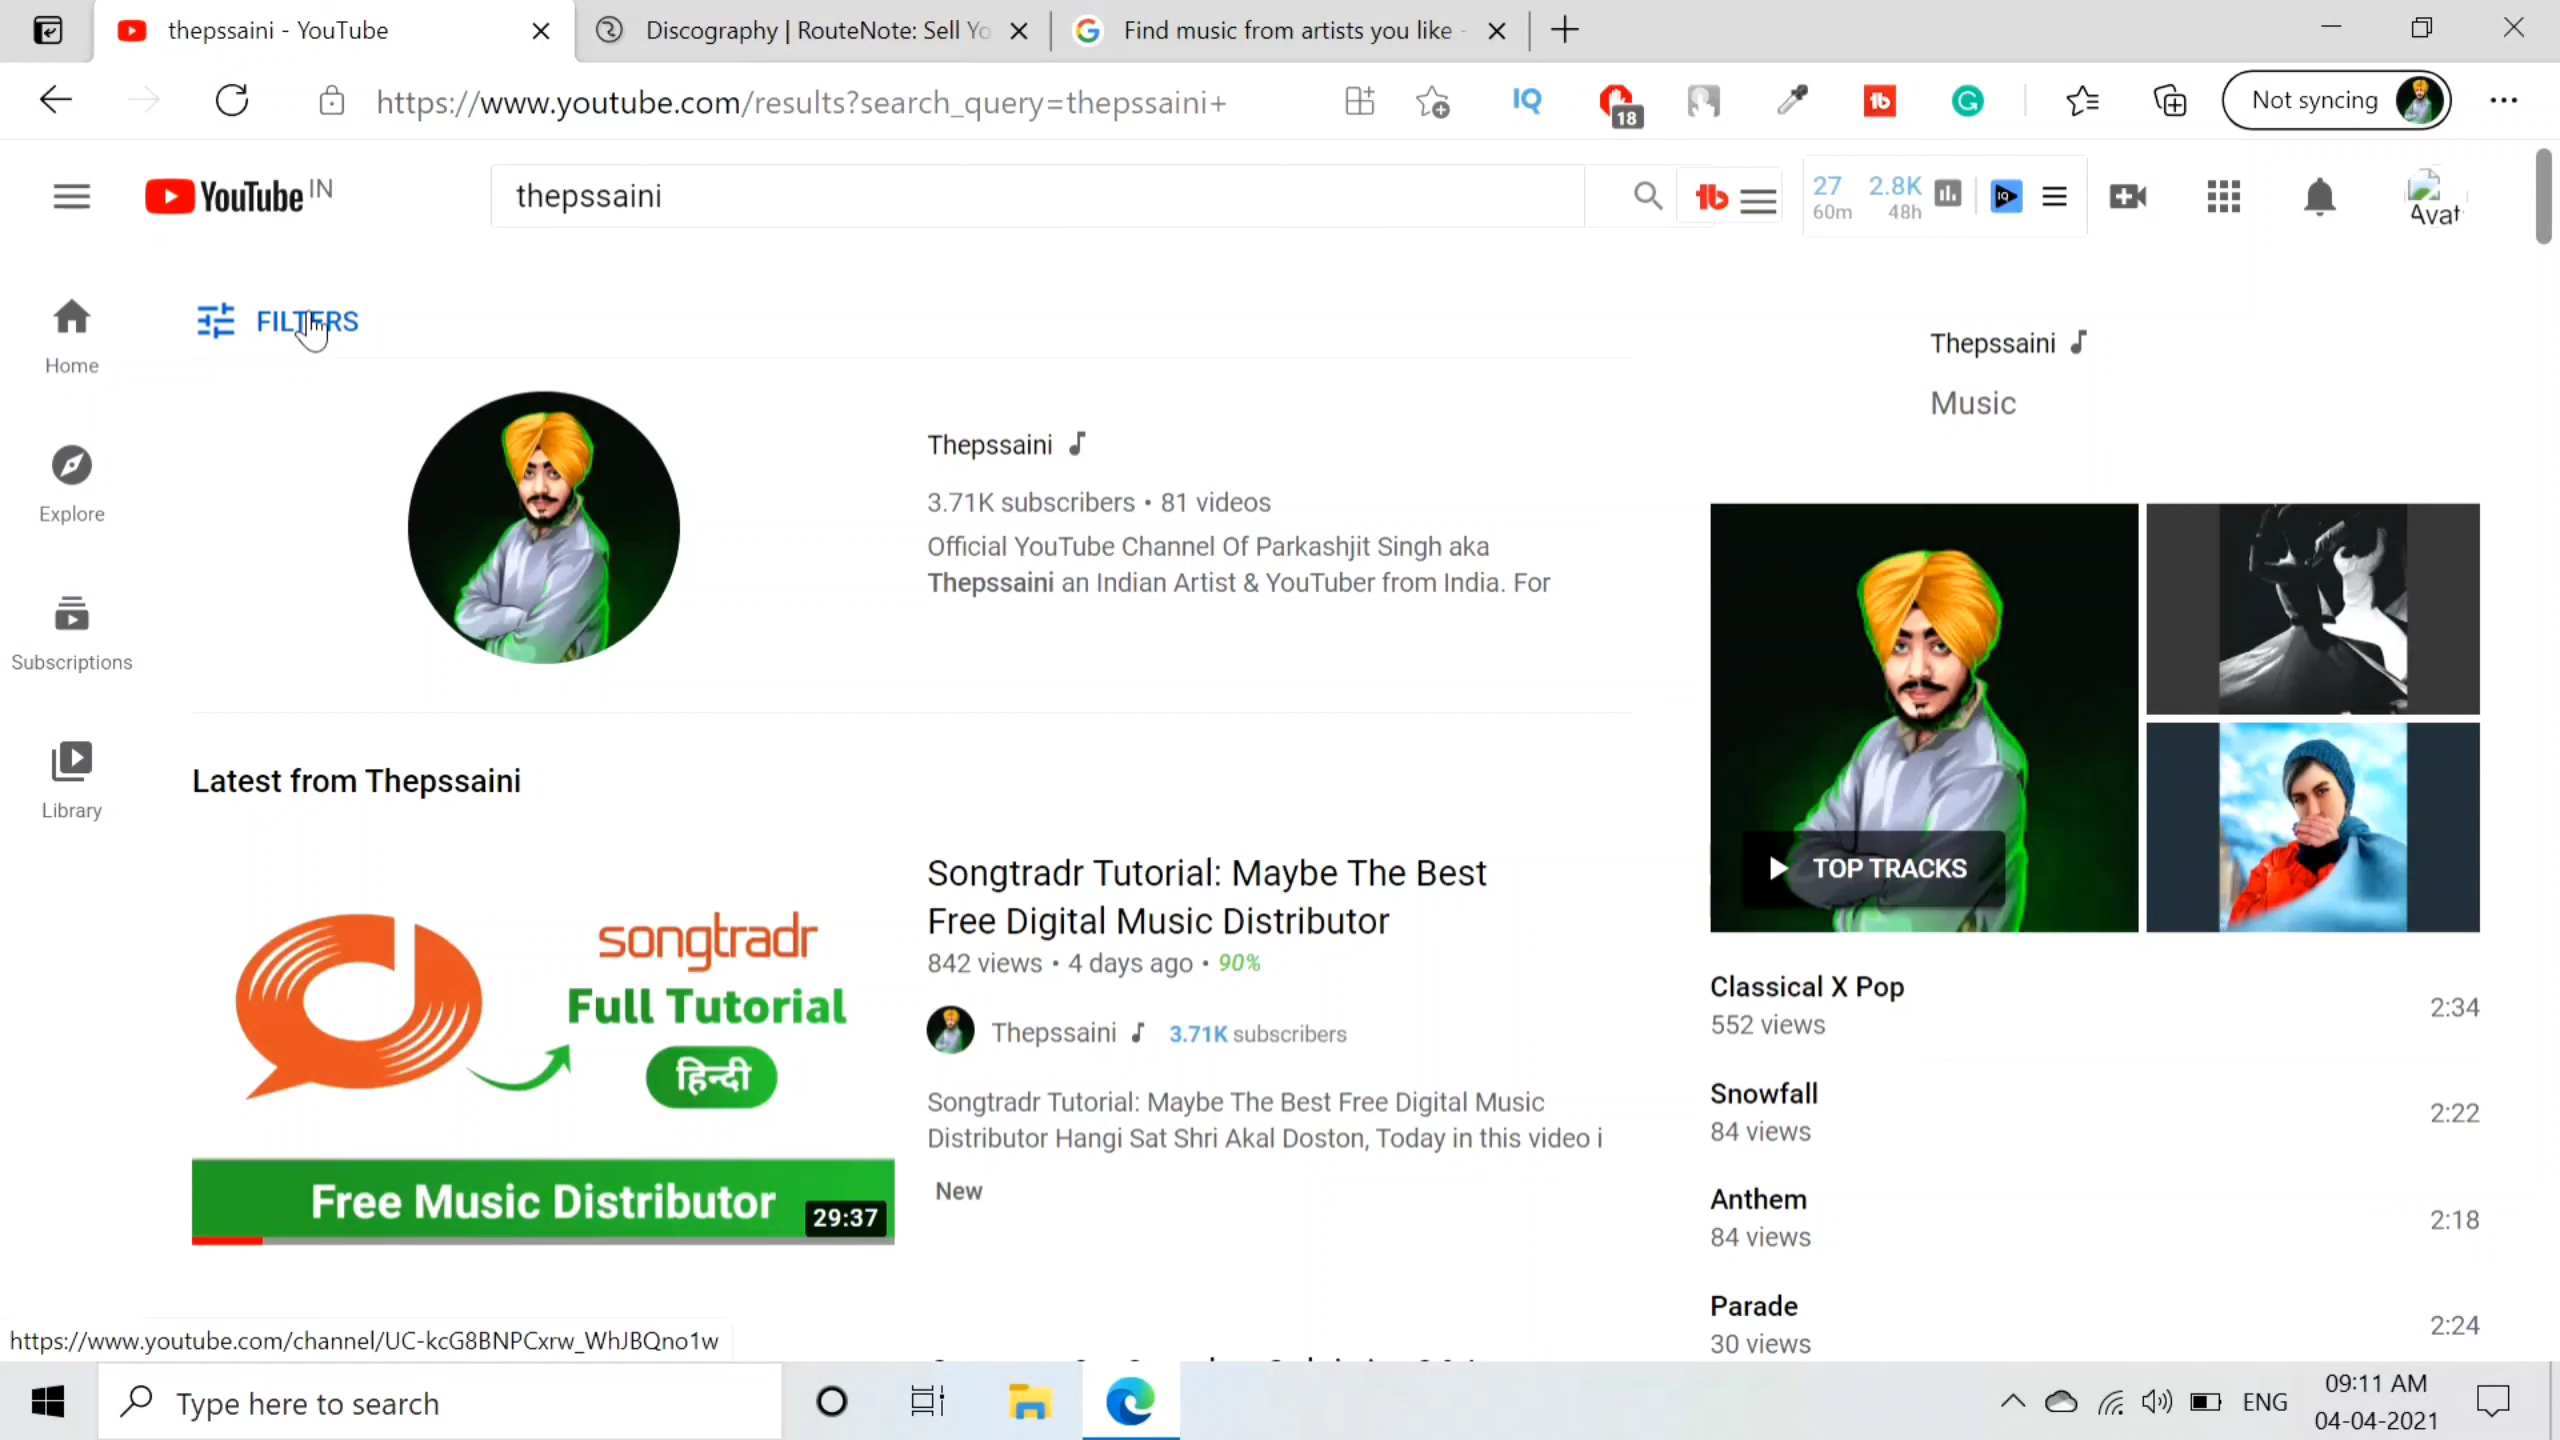 thepssaini - YouTube
Discography | RouteNote: Sell Yo
Find music from artists you like -
https://www.youtube.com/results?search_query=thepssaini+
IQ
18
Not syncing
YouTube IN
thepssaini
27
60m
2.8K
48h
Avat
Home
Explore
Subscriptions
Library
FILTERS
Thepssaini
3.71K subscribers • 81 videos
Official YouTube Channel Of Parkashjit Singh aka
Thepssaini an Indian Artist & YouTuber from India. For
Latest from Thepssaini
songtradr
Full Tutorial
हिन्दी
Free Music Distributor
29:37
Songtradr Tutorial: Maybe The Best
Free Digital Music Distributor
842 views • 4 days ago • 90%
Thepssaini 3.71K subscribers
Songtradr Tutorial: Maybe The Best Free Digital Music
Distributor Hangi Sat Shri Akal Doston, Today in this video i
New
Thepssaini
Music
TOP TRACKS
Classical X Pop
552 views
2:34
Snowfall
84 views
2:22
Anthem
84 views
2:18
Parade
30 views
2:24
https://www.youtube.com/channel/UC-kcG8BNPCxrw_WhJBQno1w
Type here to search
ENG
09:11 AM
04-04-2021